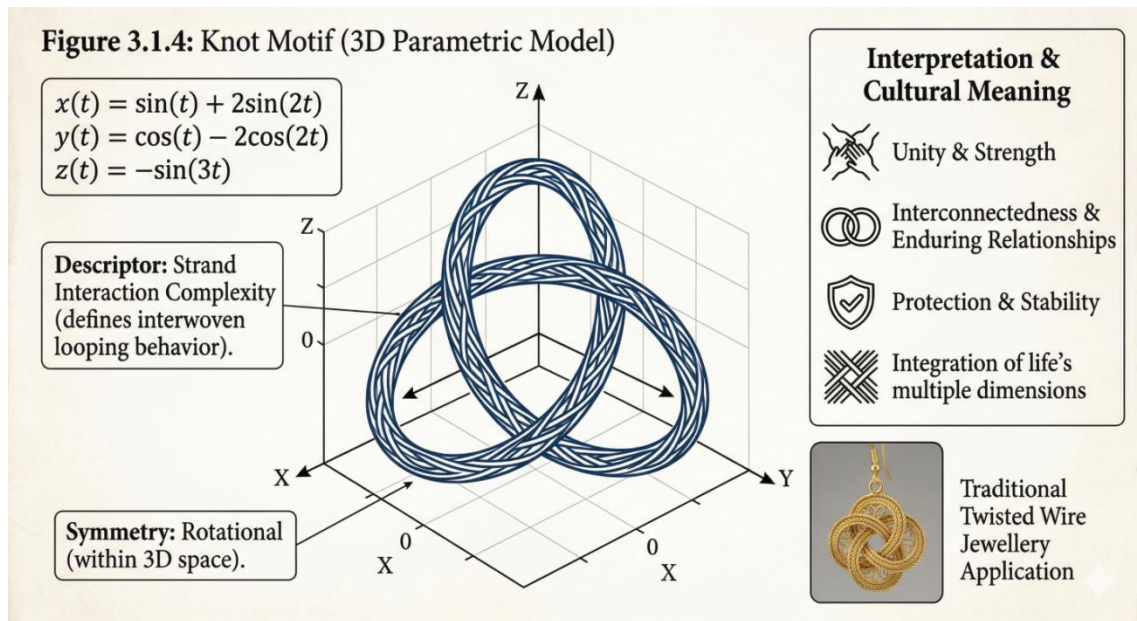 Figure 3.1.4: Knot Motif (3D Parametric Model)
x(t) = sin(t) + 2sin(2t)
y(t) = cos(t) − 2cos(2t)
z(t) = −sin(3t)
Descriptor: Strand
Interaction Complexity
(defines interwoven
looping behavior).
Symmetry: Rotational
(within 3D space).
Z
Z
0
X
0
X
0
X
Y
Interpretation &
Cultural Meaning
Unity & Strength
Interconnectedness &
Enduring Relationships
Protection & Stability
Integration of life's
multiple dimensions
Traditional
Twisted Wire
Jewellery
Application